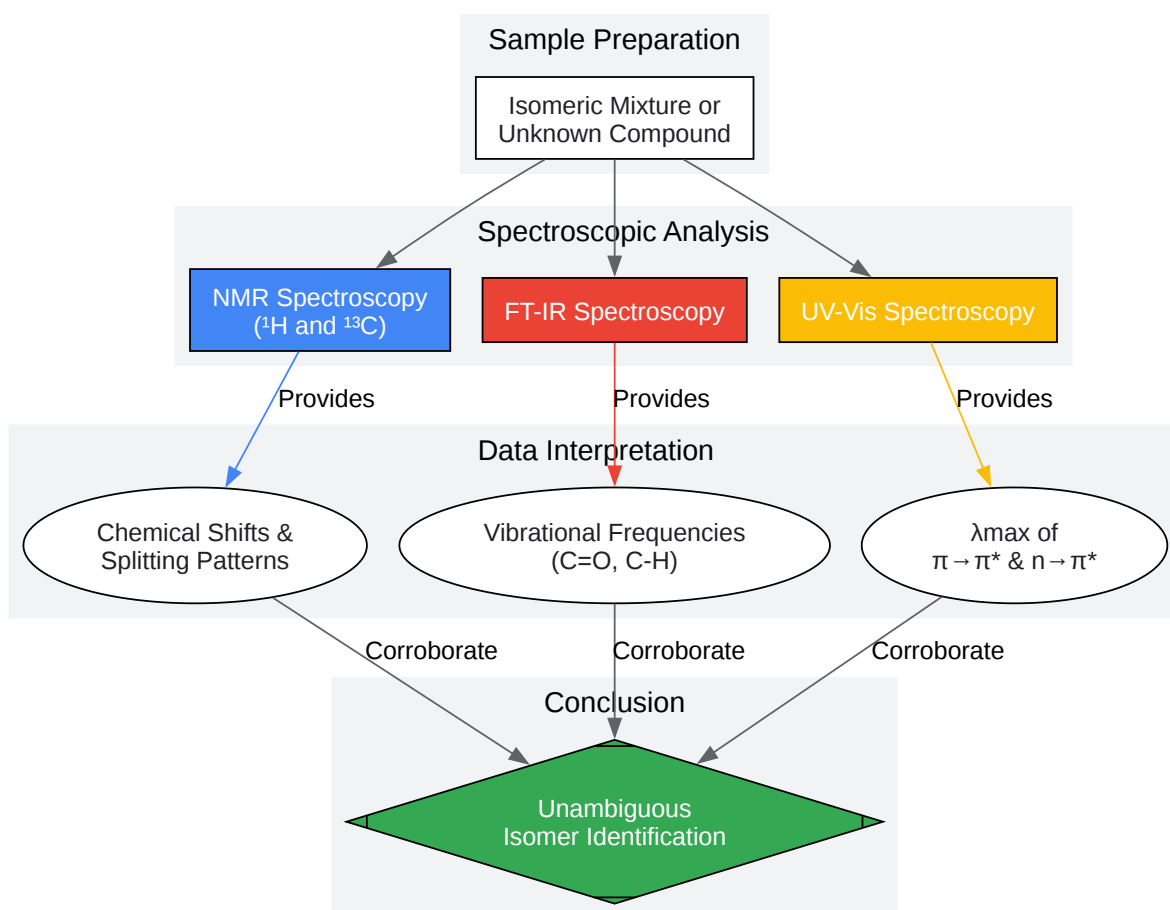 Sample Preparation
Isomeric Mixture or
Unknown Compound
Spectroscopic Analysis
NMR Spectroscopy
(¹H and ¹³C)
FT-IR Spectroscopy
UV-Vis Spectroscopy
Provides
Provides
Provides
Data Interpretation
Chemical Shifts &
Splitting Patterns
Vibrational Frequencies
(C=O, C-H)
λmax of
π→π* & n→π*
Corroborate
Corroborate
Corroborate
Conclusion
Unambiguous
Isomer Identification